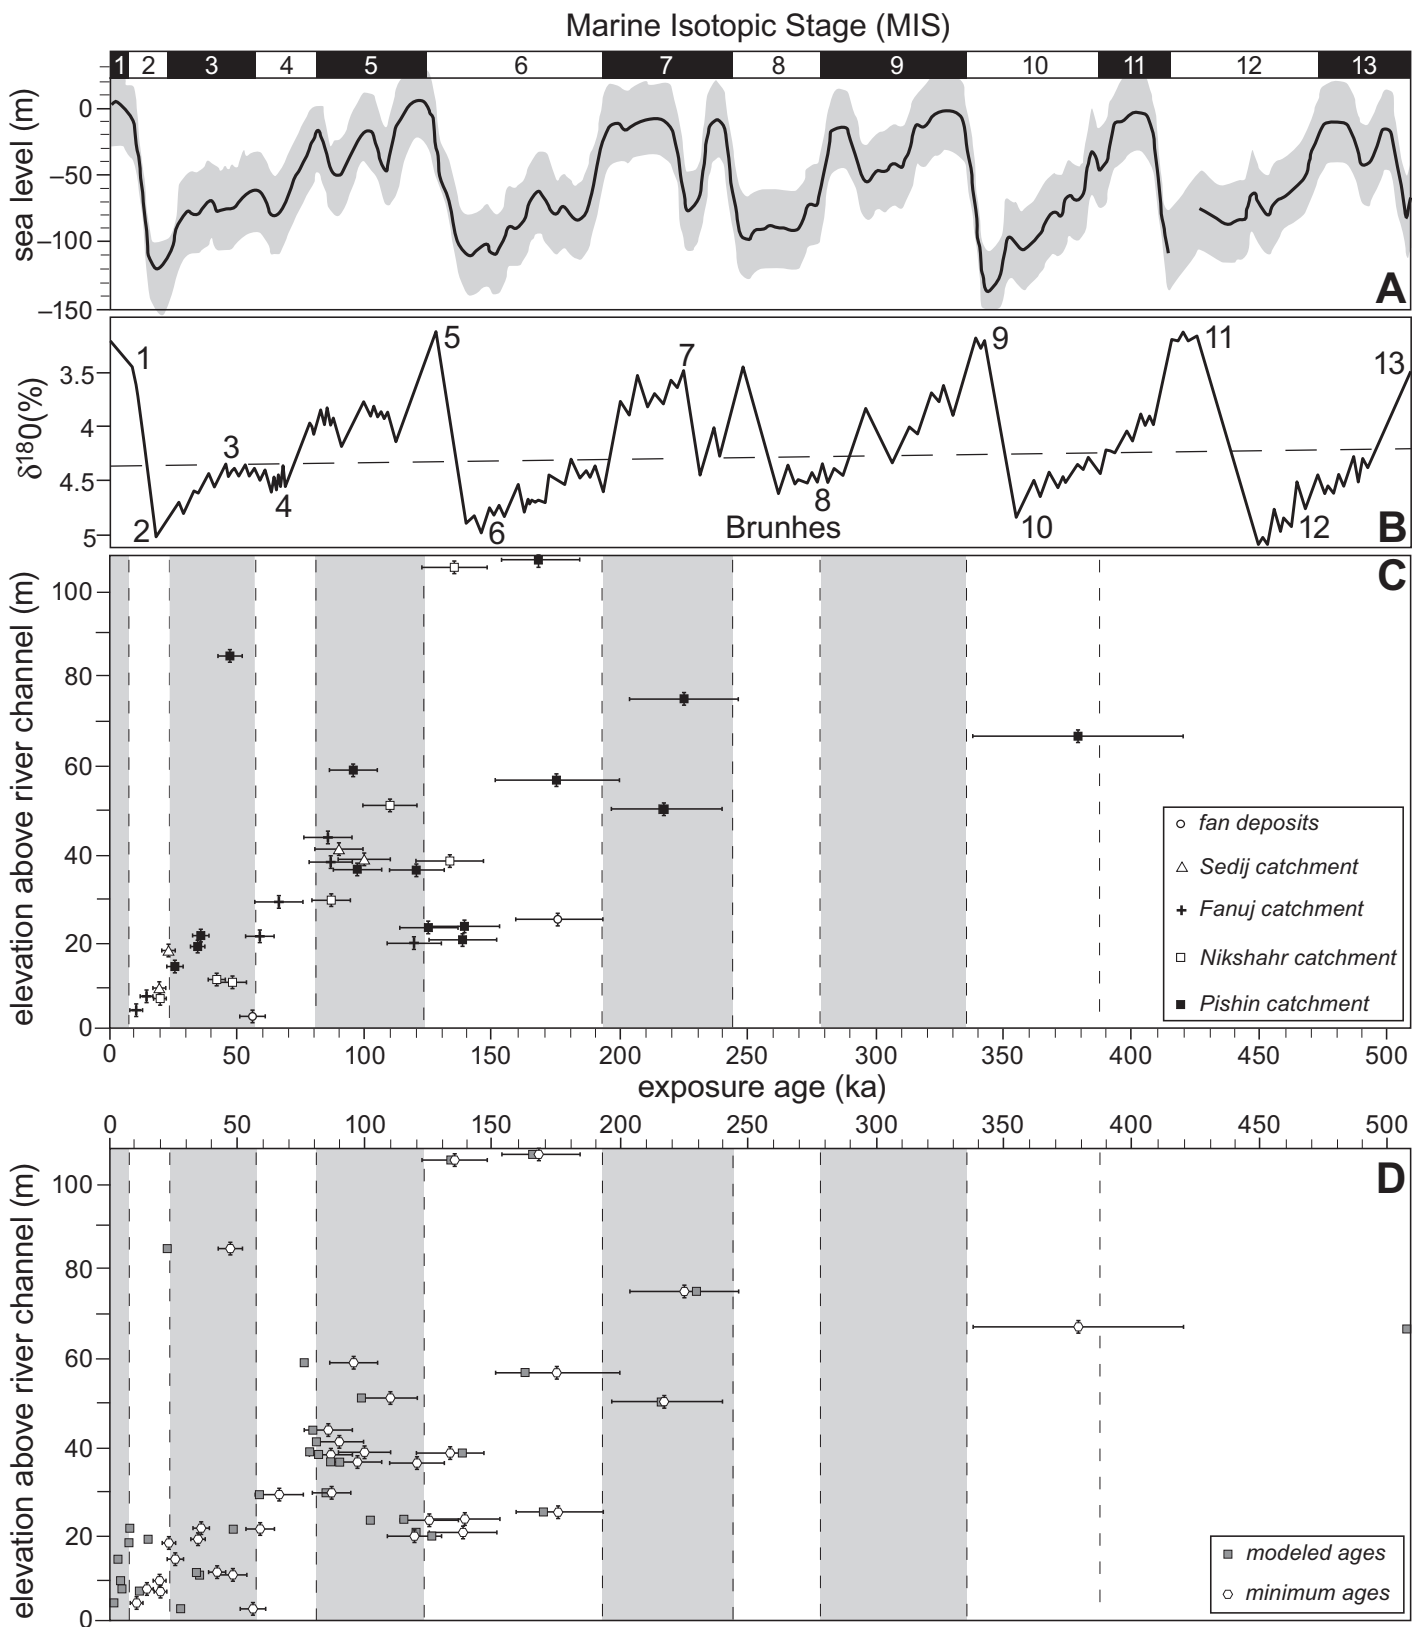 Marine Isotopic Stage (MIS)
1 2 3 4 5 6 7 8 9 10 11 12 13
sea level (m)
0
–50
–100
–150
A
δ¹⁸0(%)
3.5
4
4.5
5
1
2
3
4
5
6
7
8
9
10
11
12
13
Brunhes
B
elevation above river channel (m)
100
80
60
40
20
0
C
fan deposits
Sedij catchment
Fanuj catchment
Nikshahr catchment
Pishin catchment
0 50 100 150 200 250 300 350 400 450 500
exposure age (ka)
0 50 100 150 200 250 300 350 400 450 500
elevation above river channel (m)
100
80
60
40
20
0
D
modeled ages
minimum ages